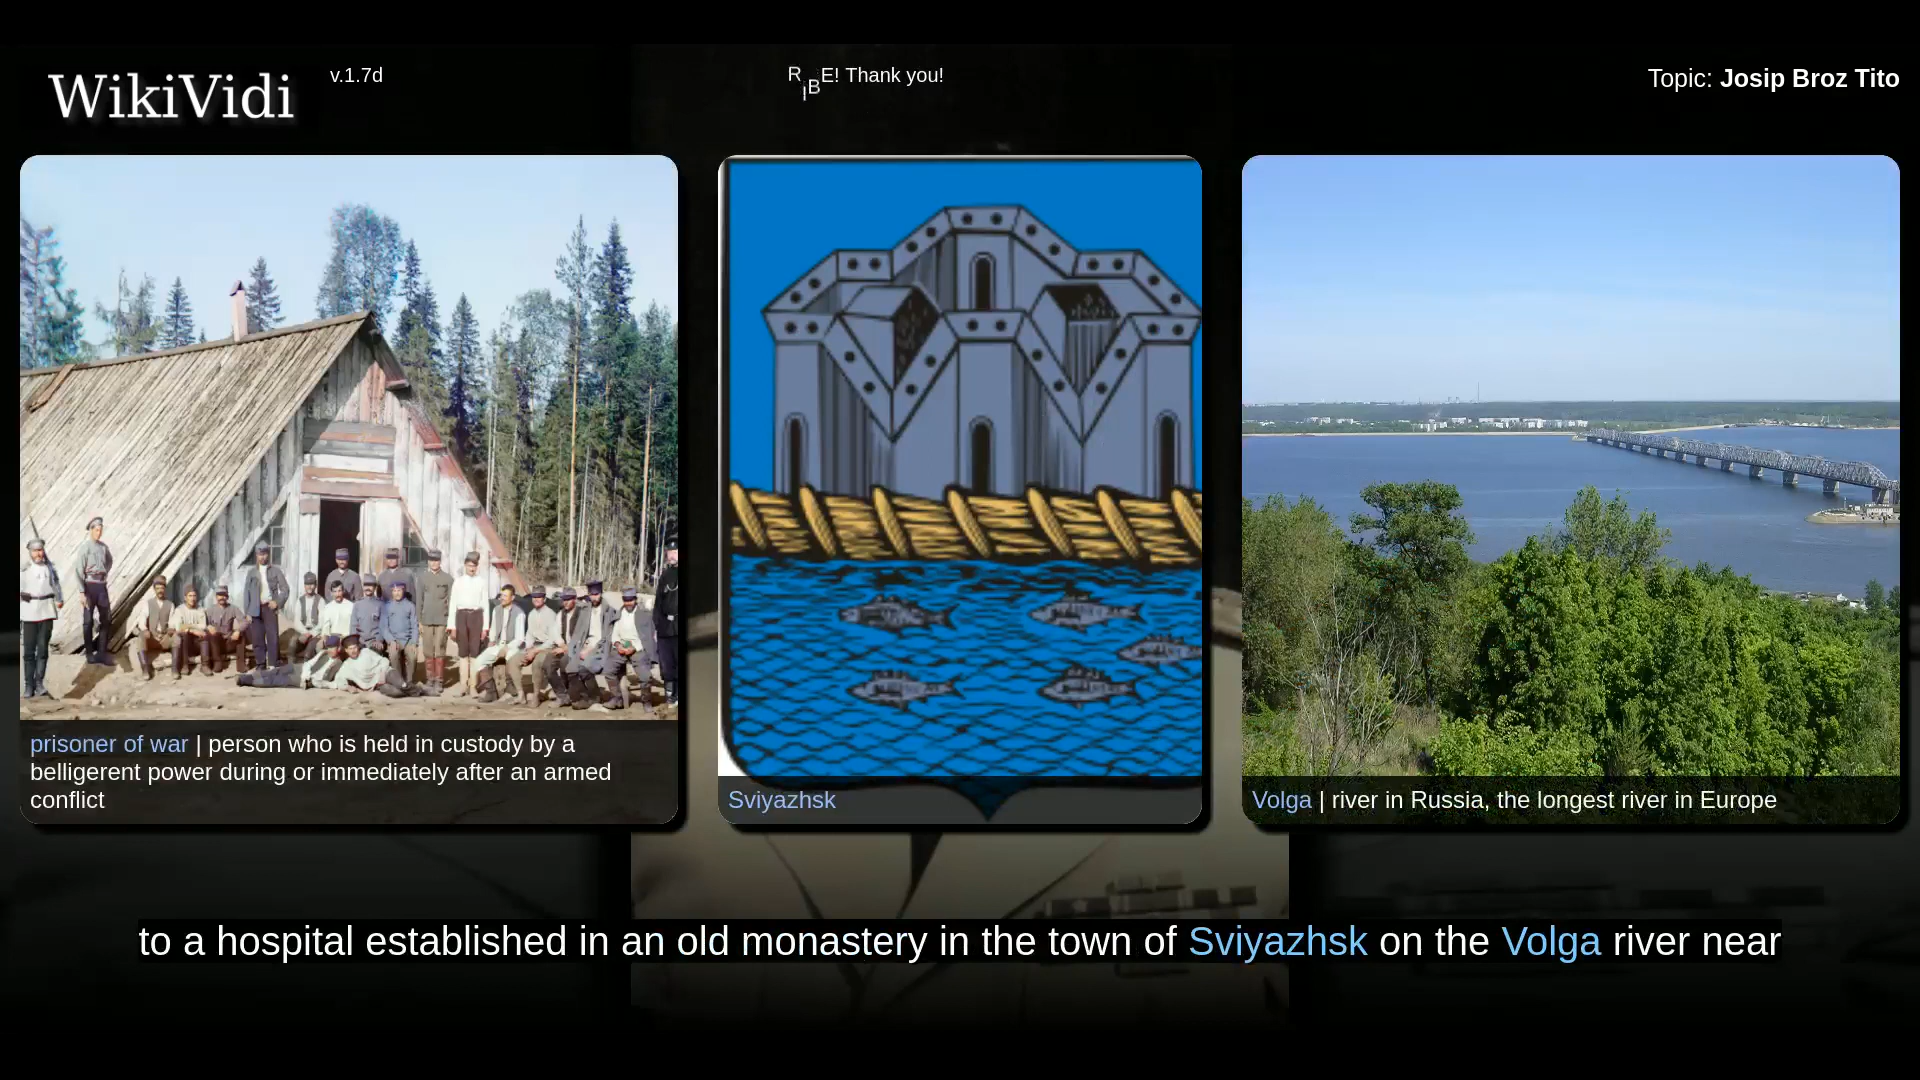 WikiVidi
v.1.7d
RIBE! Thank you!
Topic: Josip Broz Tito
prisoner of war | person who is held in custody by a
belligerent power during or immediately after an armed
conflict
Sviyazhsk
Volga | river in Russia, the longest river in Europe
to a hospital established in an old monastery in the town of Sviyazhsk on the Volga river near